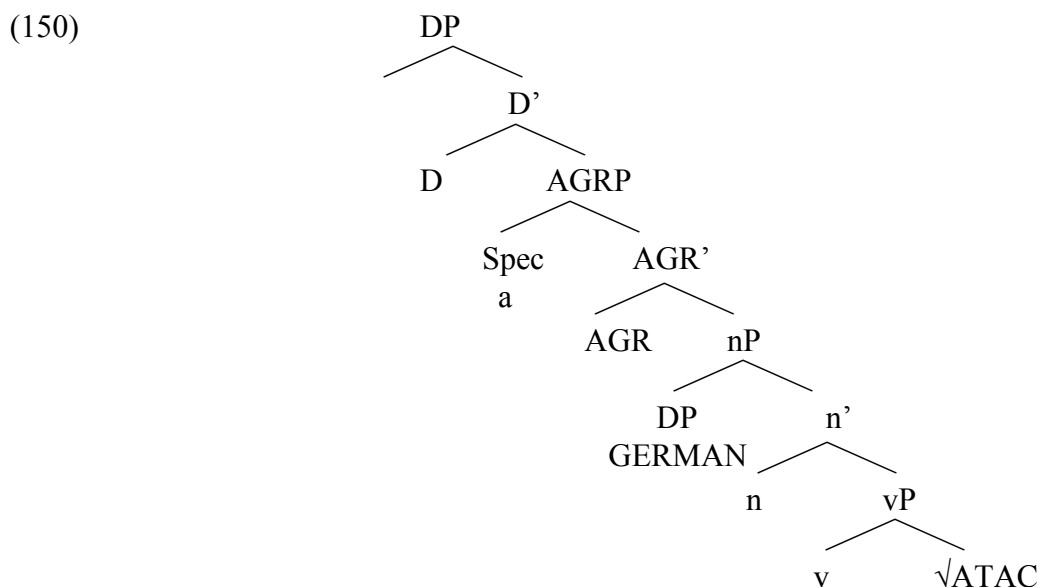 (150) DP
D’
D AGRP
Spec AGR’
a
AGR nP
DP n’
GERMAN
n vP
v √ATAC